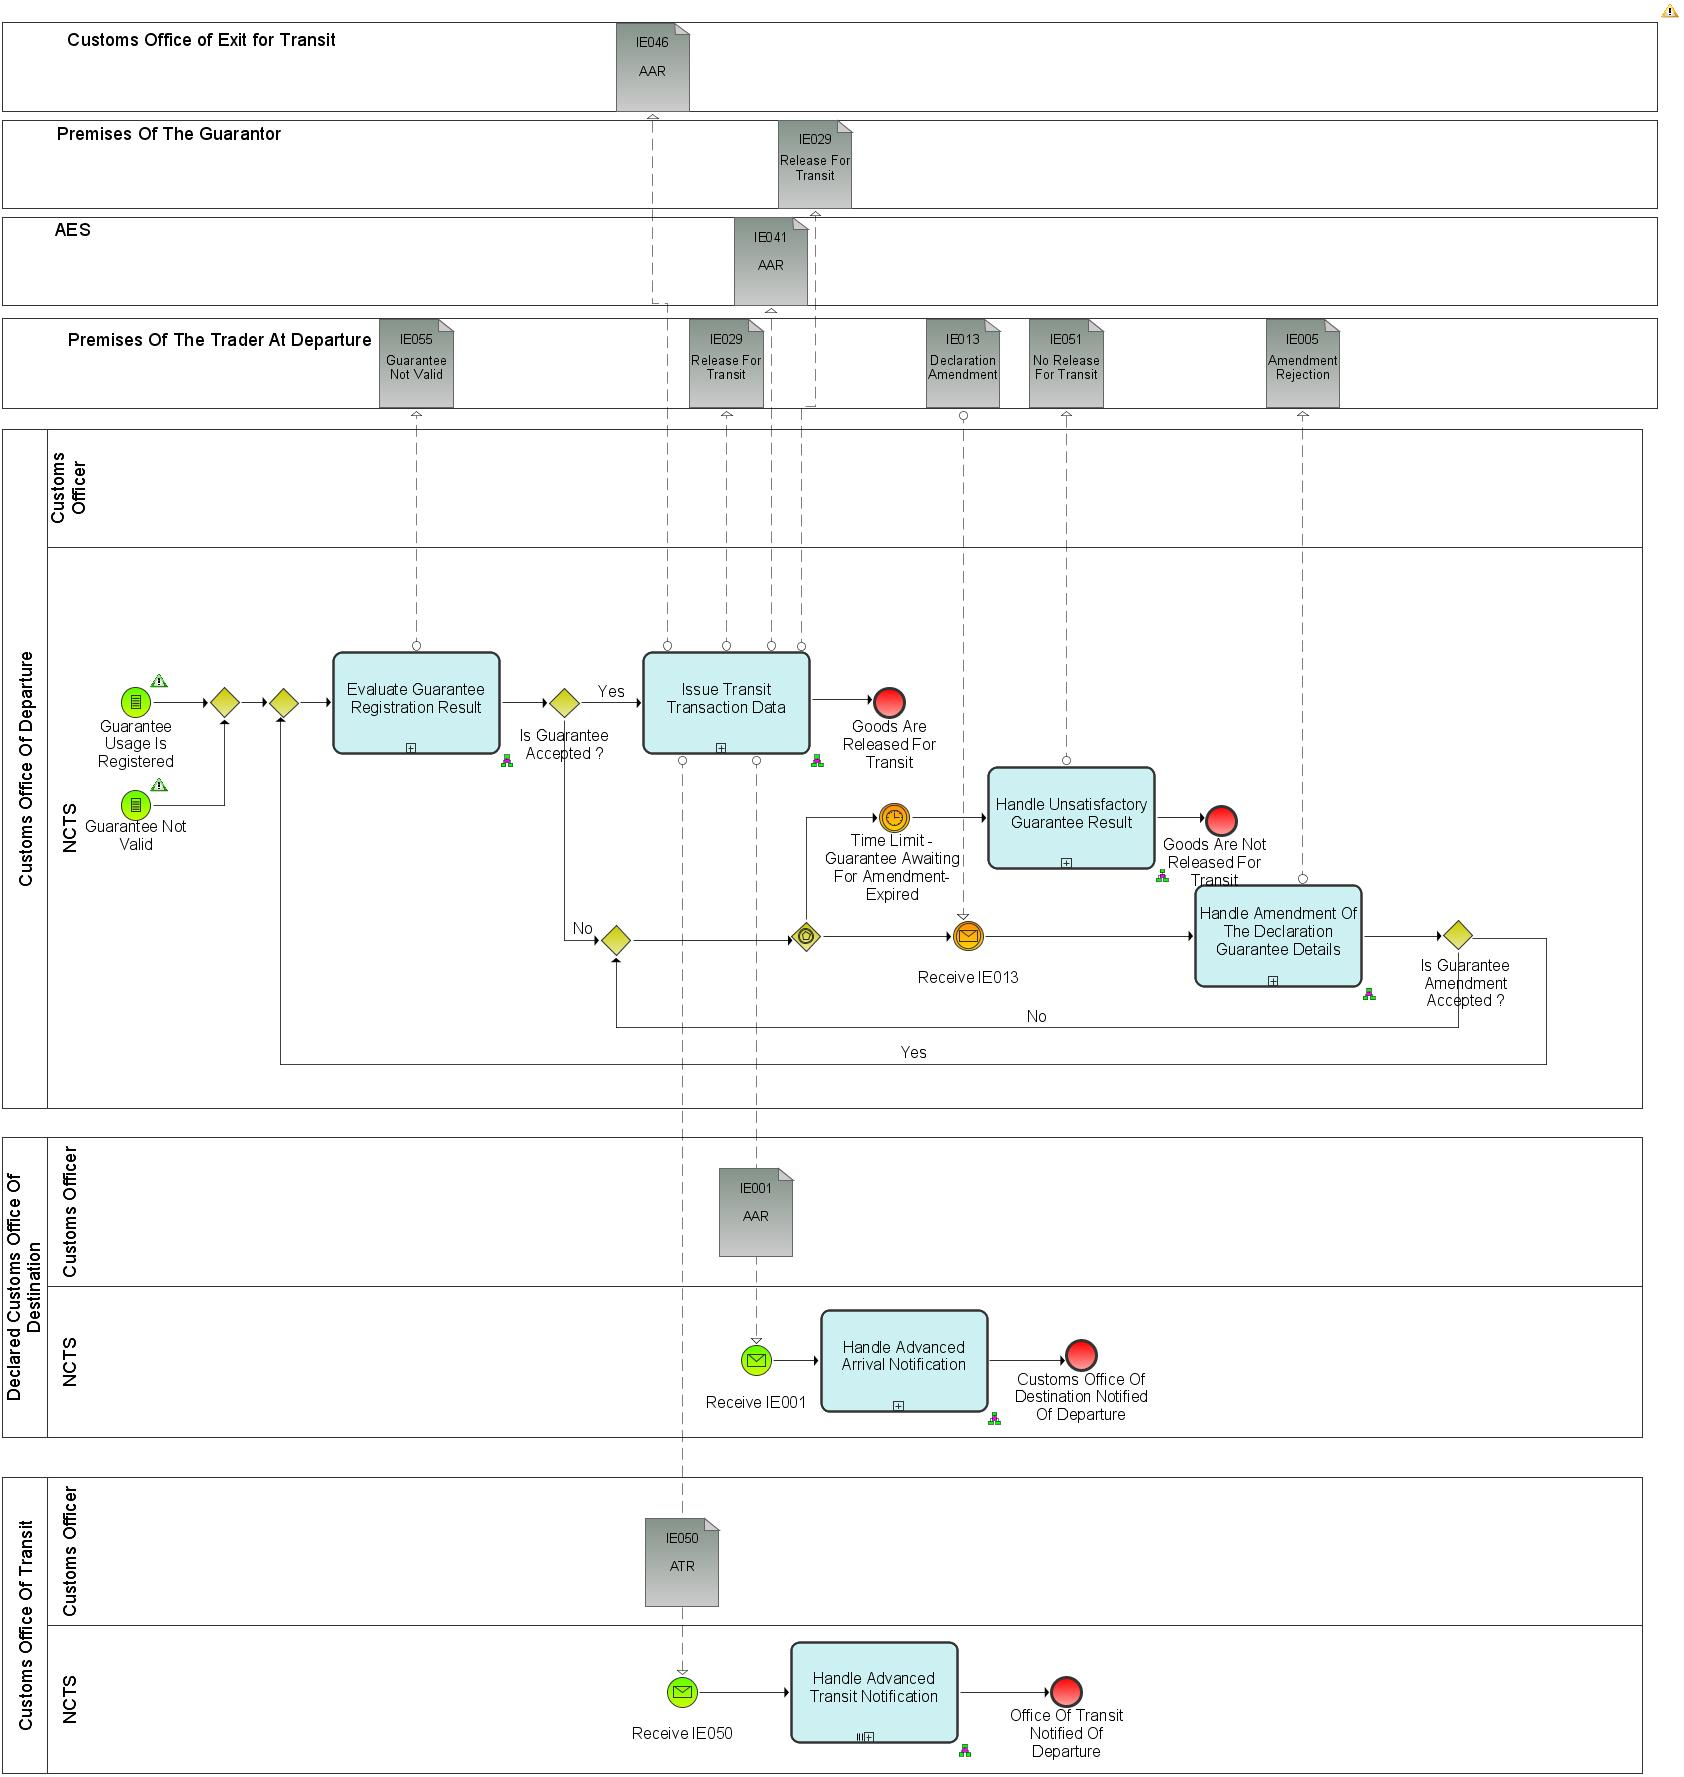 Customs Office of Exit for Transit
IE046
AAR
Premises Of The Guarantor
IE029
Release For
Transit
AES
IE041
AAR
Premises Of The Trader At Departure
IE055
Guarantee
Not Valid
IE029
Release For
Transit
IE013
Declaration
Amendment
IE051
No Release
For Transit
IE005
Amendment
Rejection
Customs Office Of Departure
Customs
Officer
NCTS
Guarantee
Usage Is
Registered
Guarantee Not
Valid
Evaluate Guarantee
Registration Result
Is Guarantee
Accepted ?
Yes
No
Issue Transit
Transaction Data
Goods Are
Released For
Transit
Time Limit -
Guarantee Awaiting
For Amendment-
Expired
Handle Unsatisfactory
Guarantee Result
Goods Are Not
Released For
Transit
Receive IE013
Handle Amendment Of
The Declaration
Guarantee Details
Is Guarantee
Amendment
Accepted ?
No
Yes
Declared Customs Office Of
Destination
Customs Officer
IE001
AAR
NCTS
Receive IE001
Handle Advanced
Arrival Notification
Customs Office Of
Destination Notified
Of Departure
Customs Office Of Transit
Customs Officer
IE050
ATR
NCTS
Receive IE050
Handle Advanced
Transit Notification
Office Of Transit
Notified Of
Departure